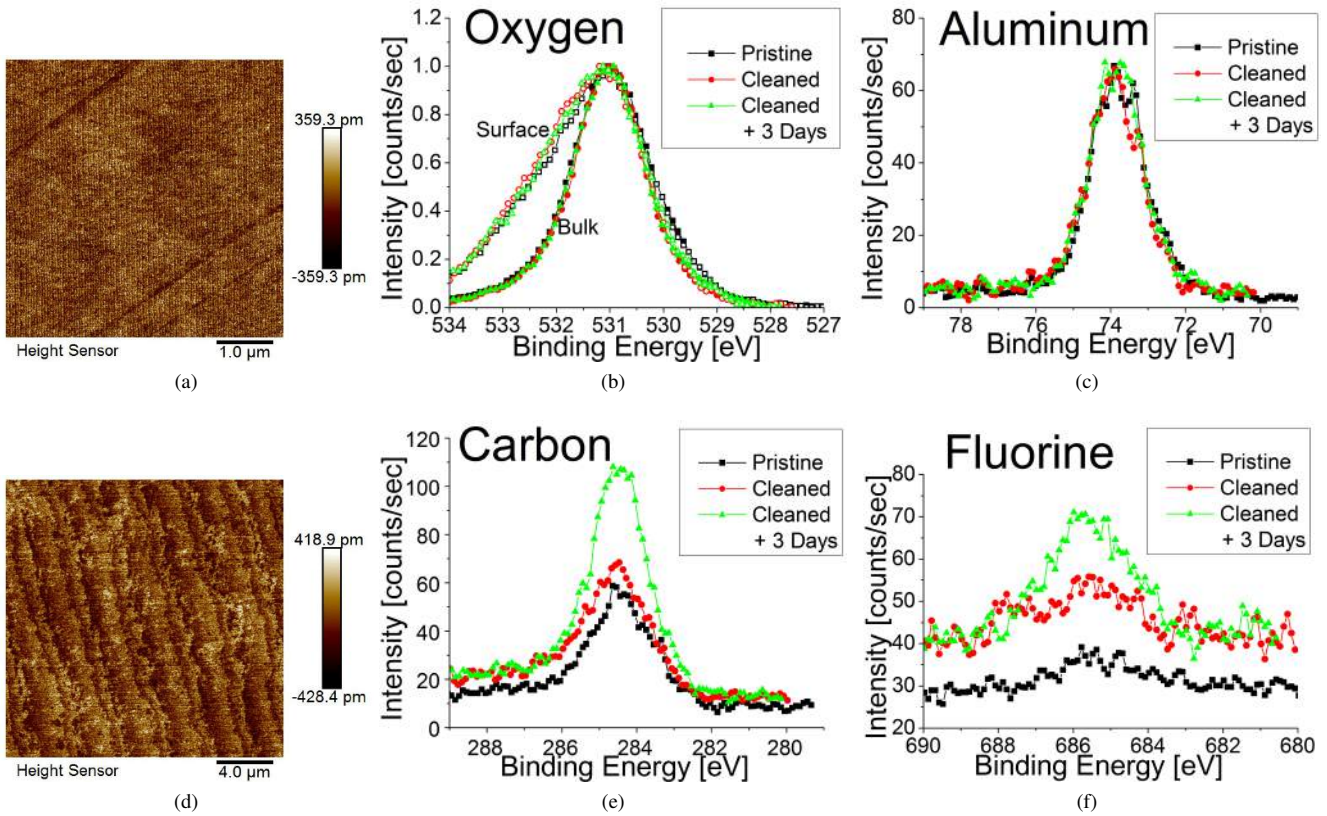 359.3 pm
-359.3 pm
Height Sensor
1.0 µm
(a)
Oxygen
Pristine
Cleaned
Cleaned
+ 3 Days
Surface
Bulk
Intensity [counts/sec]
1.0
0.8
0.6
0.4
0.2
0.0
534 533 532 531 530 529 528 527
Binding Energy [eV]
(b)
Aluminum
Pristine
Cleaned
Cleaned
+ 3 Days
Intensity [counts/sec]
80
60
40
20
0
78 76 74 72 70
Binding Energy [eV]
(c)
418.9 pm
-428.4 pm
Height Sensor
4.0 µm
(d)
Carbon
Pristine
Cleaned
Cleaned
+ 3 Days
Intensity [counts/sec]
120
100
80
60
40
20
0
288 286 284 282 280
Binding Energy [eV]
(e)
Fluorine
Pristine
Cleaned
Cleaned
+ 3 Days
Intensity [counts/sec]
80
70
60
50
40
30
20
690 688 686 684 682 680
Binding Energy [eV]
(f)